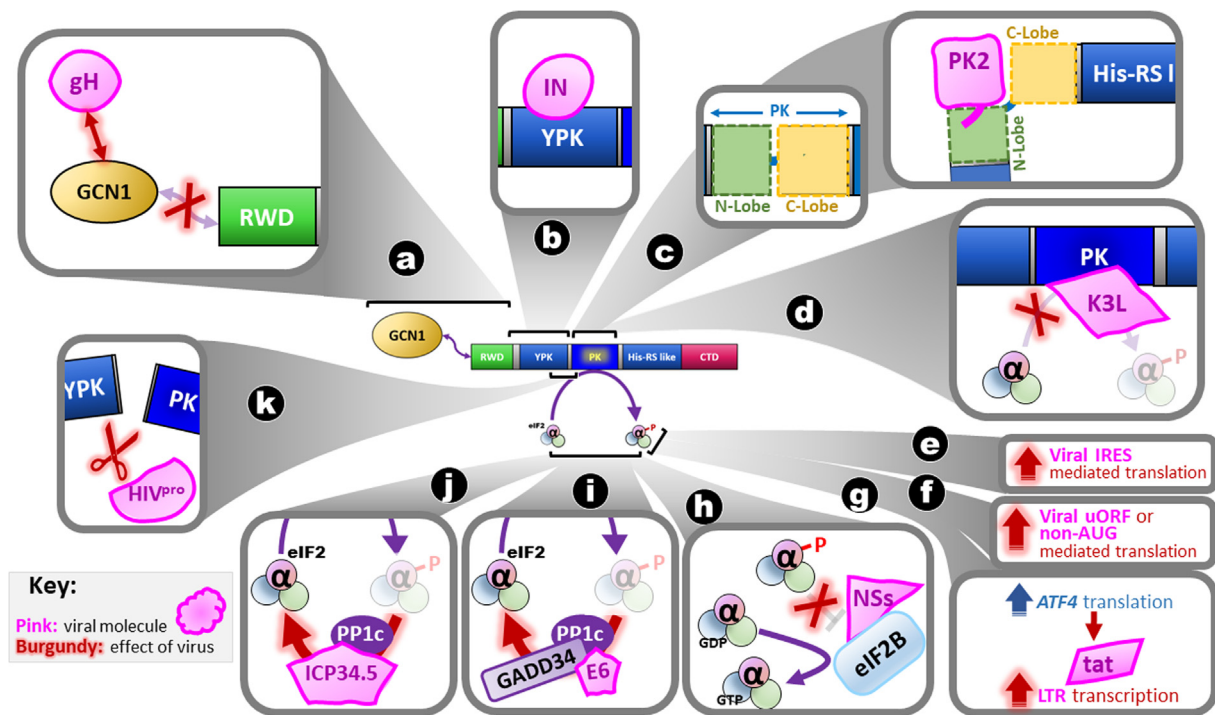 gH
GCN1
RWD
a
IN
YPK
b
PK
N-Lobe
C-Lobe
c
C-Lobe
PK2
His-RS l
N-Lobe
PK
K3L
α
α
P
d
GCN1
RWD
YPK
PK
His-RS like
CTD
eIF2
α
α
P
YPK
PK
HIVpro
k
e
Viral IRES
mediated translation
f
Viral uORF or
non-AUG
mediated translation
g
ATF4 translation
tat
LTR transcription
h
α
P
NSs
eIF2B
α
GDP
α
GTP
i
eIF2
α
α
P
PP1c
GADD34
E6
j
eIF2
α
α
P
PP1c
ICP34.5
Key:
Pink: viral molecule
Burgundy: effect of virus